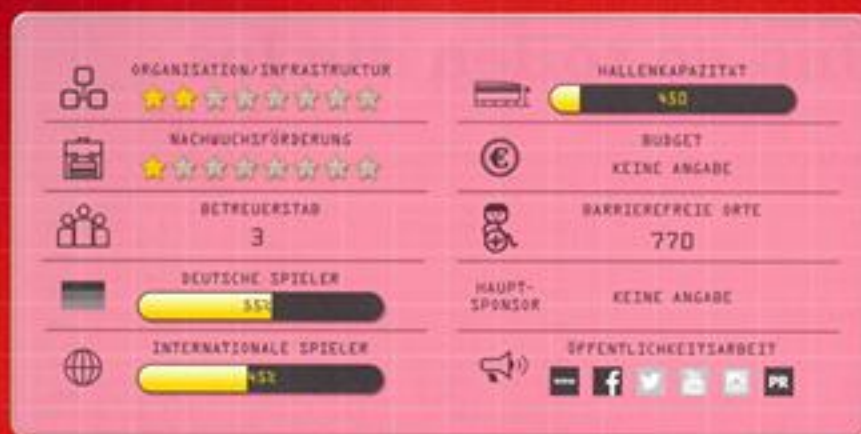 ORGANISATION/INFRASTRUKTUR
NACHWUCHSFÖRDERUNG
BETREUERSTAB
3
DEUTSCHE SPIELER
55%
INTERNATIONALE SPIELER
45%
HALLENKAPAZITÄT
450
€
BUDGET
KEINE ANGABE
BARRIEREFREIE ORTE
770
HAUPT-
SPONSOR
KEINE ANGABE
ÖFFENTLICHKEITSARBEIT
www f PR